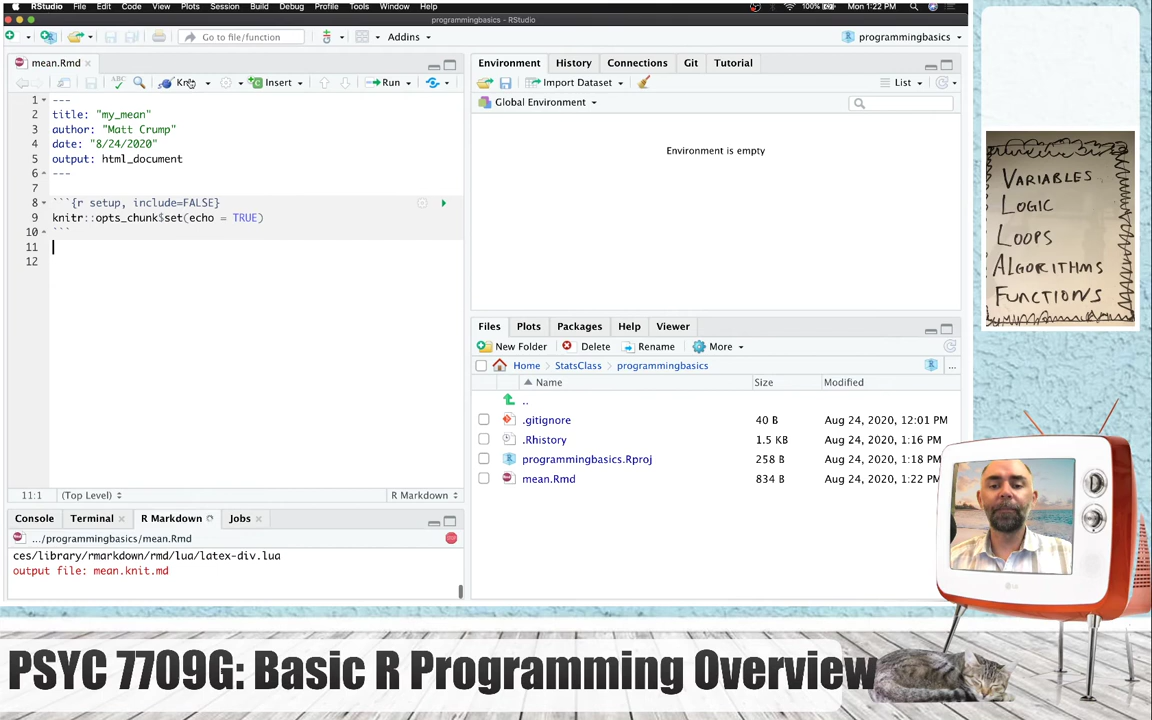 RStudio File Edit Code View Plots Session Build Debug Profile Tools Window Help 100% Mon 1:22 PM
programmingbasics - RStudio
Go to file/function Addins programmingbasics
mean.Rmd
ABC Knit Insert Run
1 ---
2 title: "my_mean"
3 author: "Matt Crump"
4 date: "8/24/2020"
5 output: html_document
6 ---
7
8 ```{r setup, include=FALSE}
9 knitr::opts_chunk$set(echo = TRUE)
10 ```
11
12
11:1 (Top Level) R Markdown
Console Terminal R Markdown Jobs
.../programmingbasics/mean.Rmd
ces/library/rmarkdown/rmd/lua/latex-div.lua
output file: mean.knit.md
Environment History Connections Git Tutorial
Import Dataset List
Global Environment
Environment is empty
Files Plots Packages Help Viewer
New Folder Delete Rename More
Home StatsClass programmingbasics ...
Name Size Modified
..
.gitignore 40 B Aug 24, 2020, 12:01 PM
.Rhistory 1.5 KB Aug 24, 2020, 1:16 PM
programmingbasics.Rproj 258 B Aug 24, 2020, 1:18 PM
mean.Rmd 834 B Aug 24, 2020, 1:22 PM
VARIABLES
LOGIC
LOOPS
ALGORITHMS
FUNCTIONS
LG
PSYC 7709G: Basic R Programming Overview